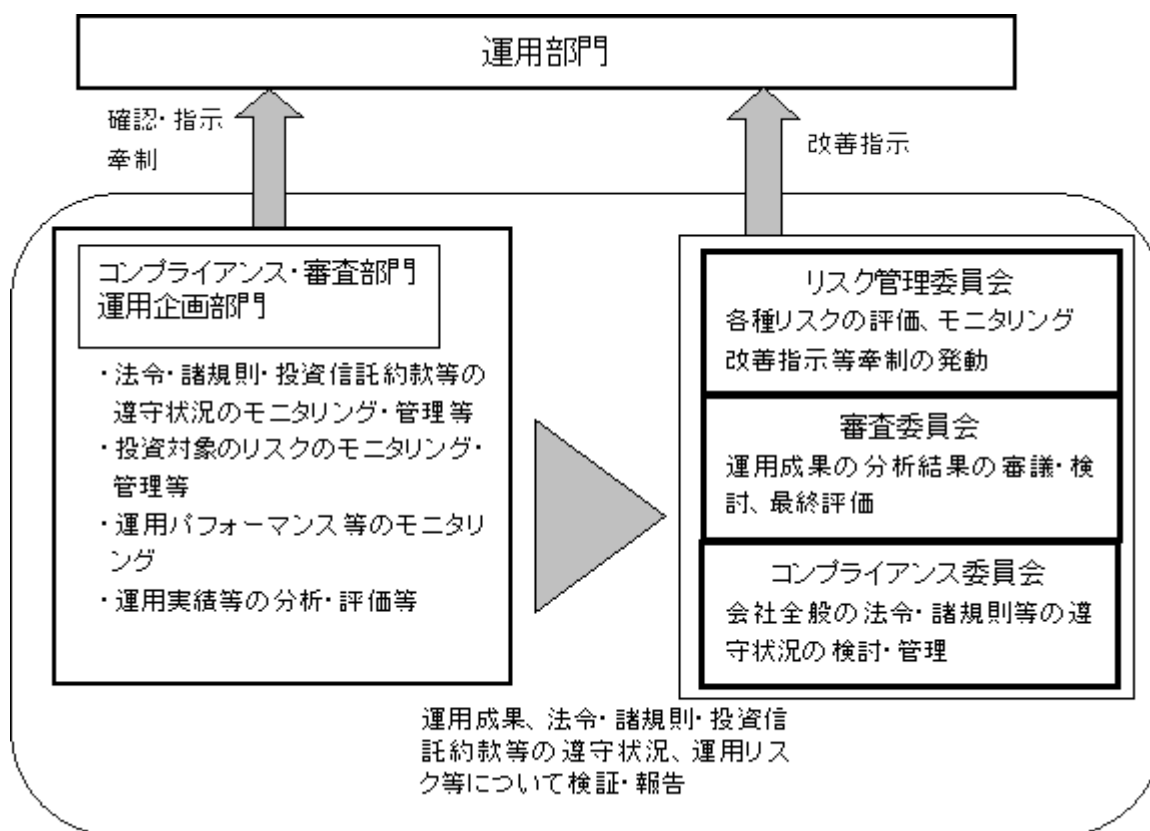 運用部門
確認・指示
牽制
改善指示
コンプライアンス・審査部門
運用企画部門
・法令・諸規則・投資信託約款等の
遵守状況のモニタリング・管理等
・投資対象のリスクのモニタリング・
管理等
・運用パフォーマンス等のモニタリ
ング
・運用実績等の分析・評価等
リスク管理委員会
各種リスクの評価、モニタリング
改善指示等牽制の発動
審査委員会
運用成果の分析結果の審議・検
討、最終評価
コンプライアンス委員会
会社全般の法令・諸規則等の遵
守状況の検討・管理
運用成果、法令・諸規則・投資信
託約款等の遵守状況、運用リス
ク等について検証・報告